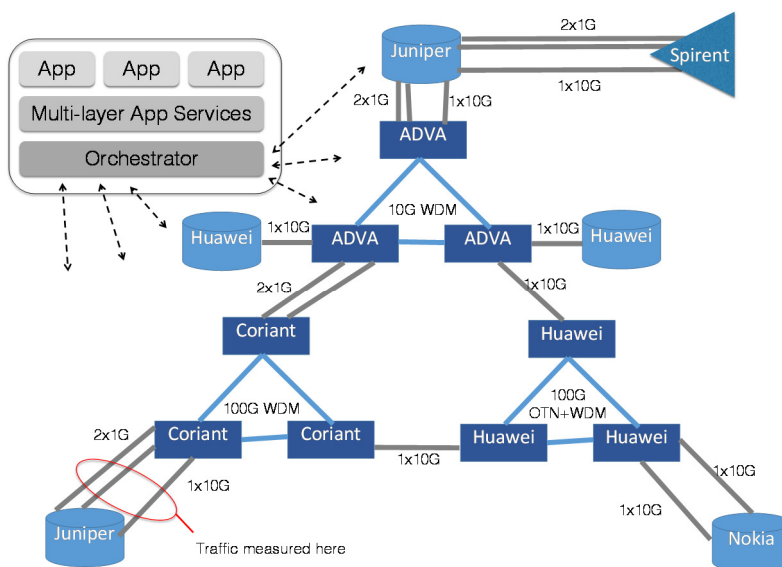 2x1G
Juniper
Spirent
App App App
1x10G
2x1G
1x10G
Multi-layer App Services
ADVA
Orchestrator
10G WDM
1x10G
1x10G
Huawei
ADVA
ADVA
Huawei
2x1G
1x10G
Coriant
Huawei
100G
100G WDM
OTN+WDM
2x1G
Coriant
Coriant
Huawei
Huawei
1x10G
1x10G
1x10G
1x10G
Juniper
Nokia
Traffic measured here